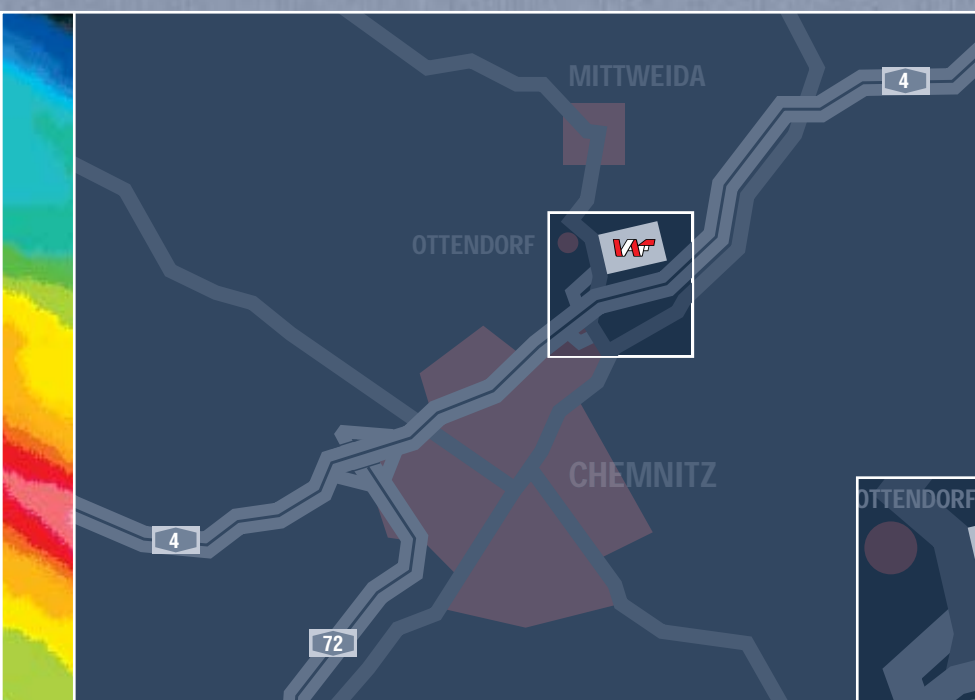 MITTWEIDA
4
OTTENDORF
CHEMNITZ
OTTENDORF
4
72